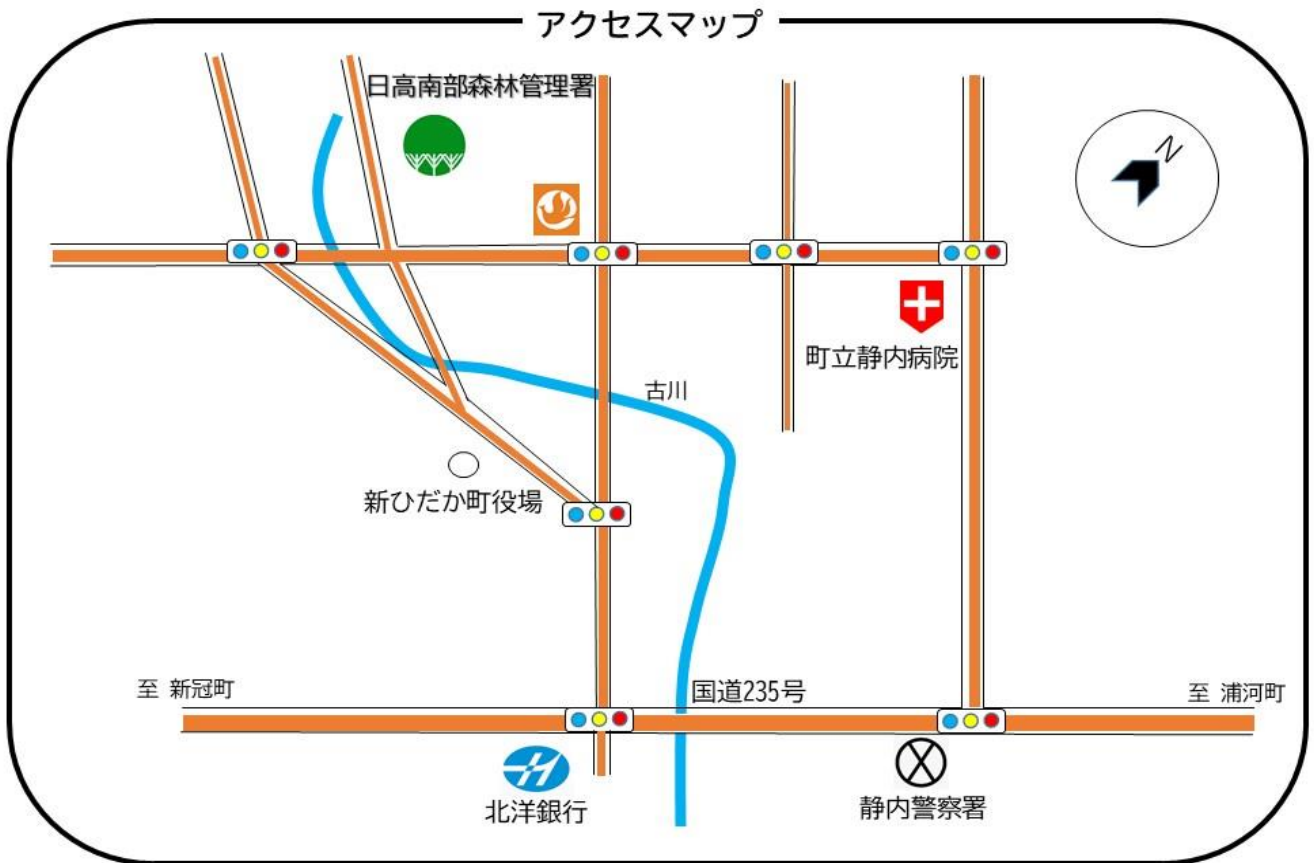 アクセスマップ
日高南部森林管理署
N
町立静内病院
古川
新ひだか町役場
至 新冠町
国道235号
至 浦河町
北洋銀行
静内警察署